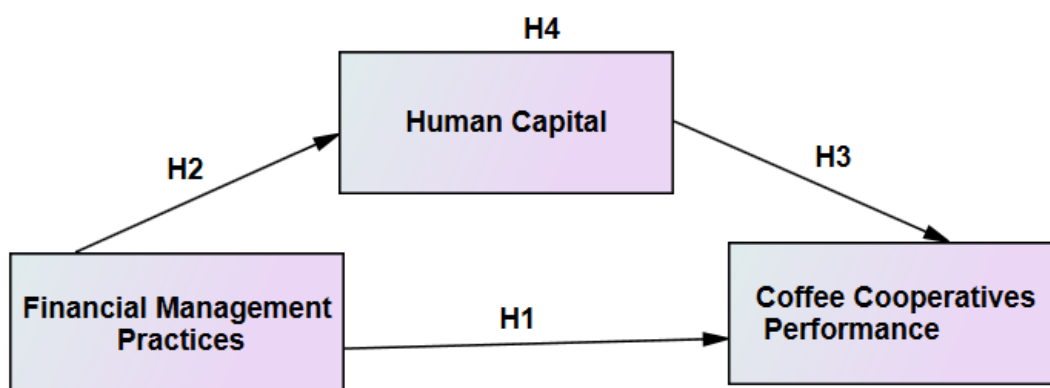 H4
Human Capital
H2
H3
Financial Management
Practices
H1
Coffee Cooperatives
Performance